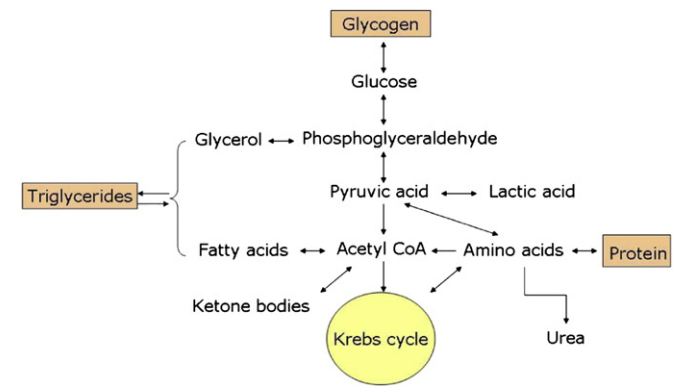 Glycogen
Glucose
Glycerol
Phosphoglyceraldehyde
Triglycerides
Pyruvic acid
Lactic acid
Fatty acids
Acetyl CoA
Amino acids
Protein
Ketone bodies
Krebs cycle
Urea